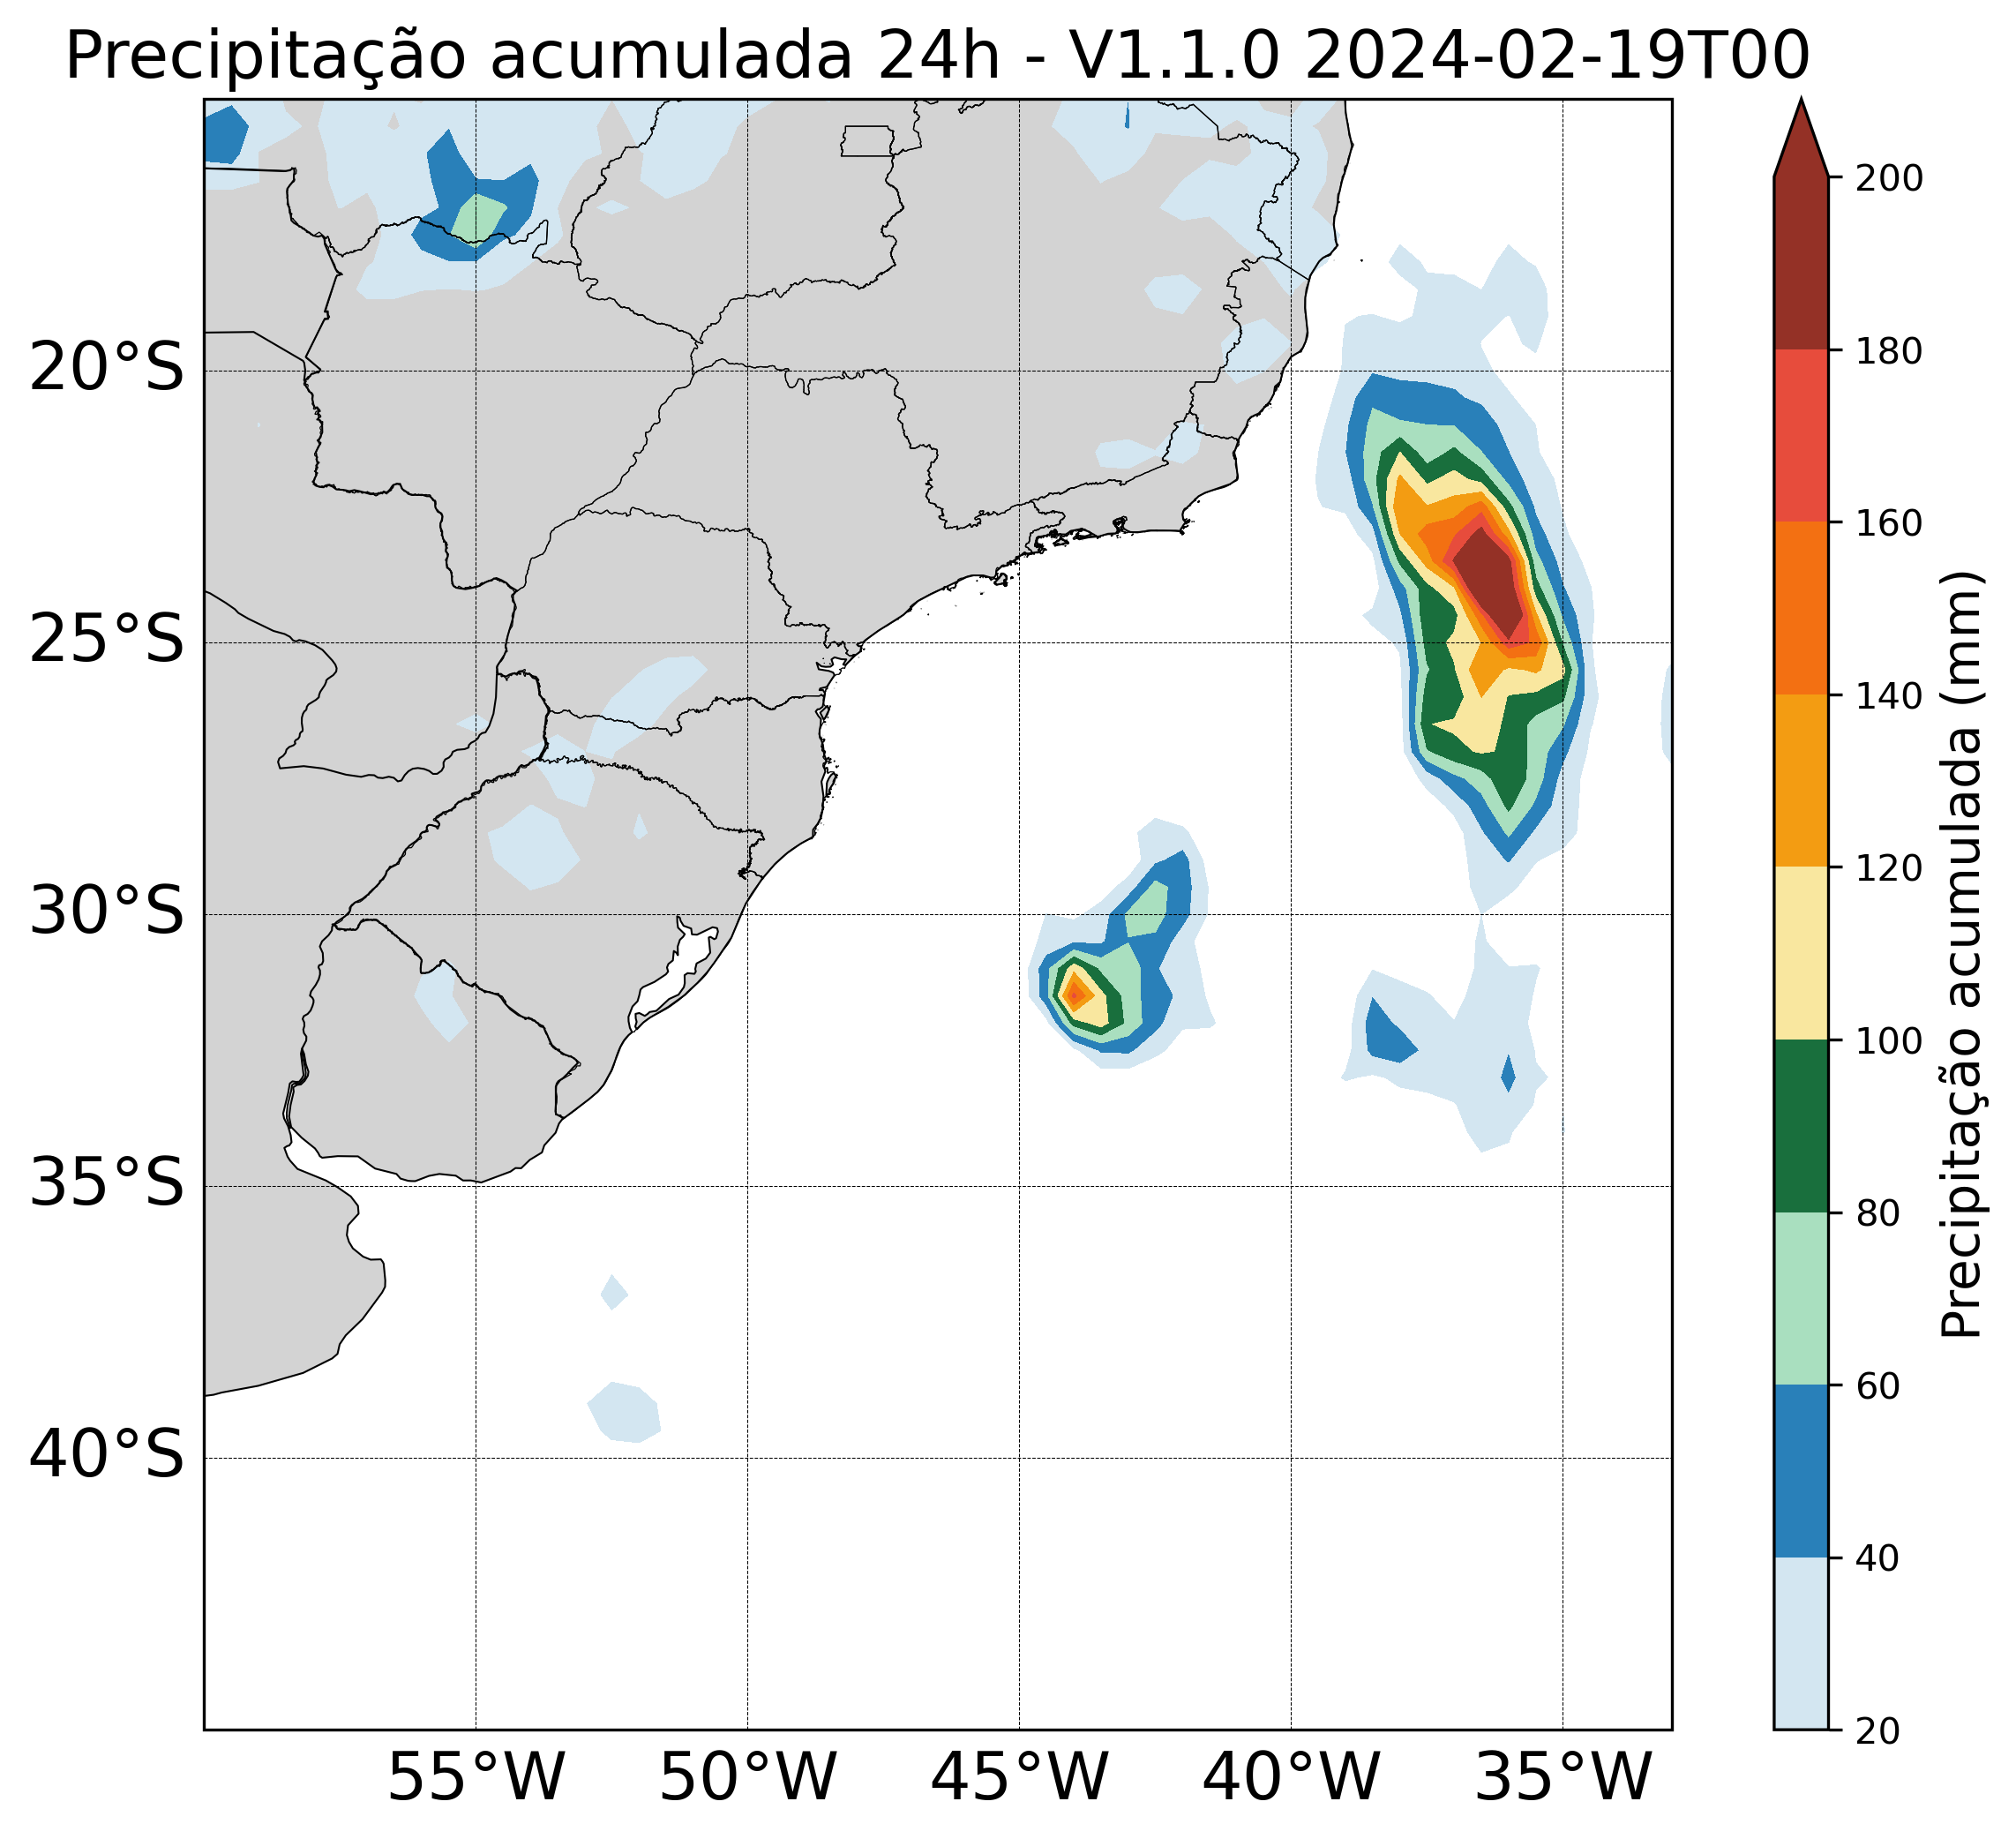 Precipitação acumulada 24h - V1.1.0 2024-02-19T00
20°S
25°S
30°S
35°S
40°S
55°W
50°W
45°W
40°W
35°W
200
180
160
140
120
100
80
60
40
20
Precipitação acumulada (mm)